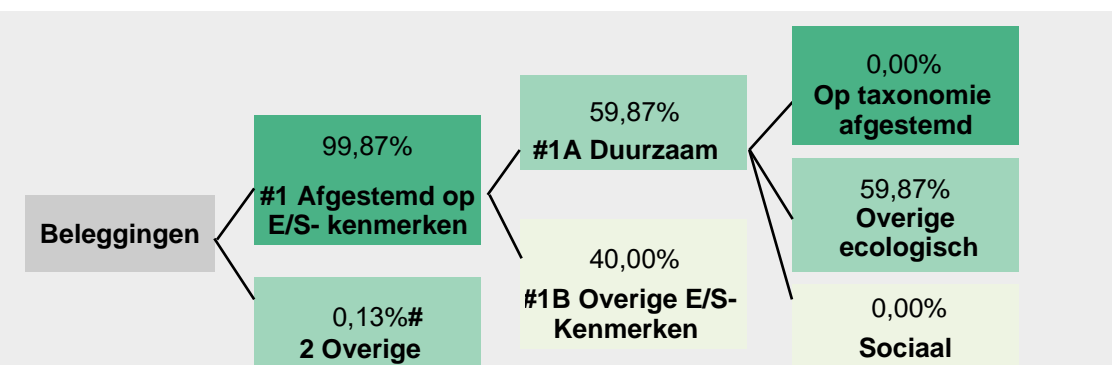 Beleggingen
99,87%
#1 Afgestemd op
E/S- kenmerken
0,13%#
2 Overige
59,87%
#1A Duurzaam
40,00%
#1B Overige E/S-
Kenmerken
0,00%
Op taxonomie
afgestemd
59,87%
Overige
ecologisch
0,00%
Sociaal